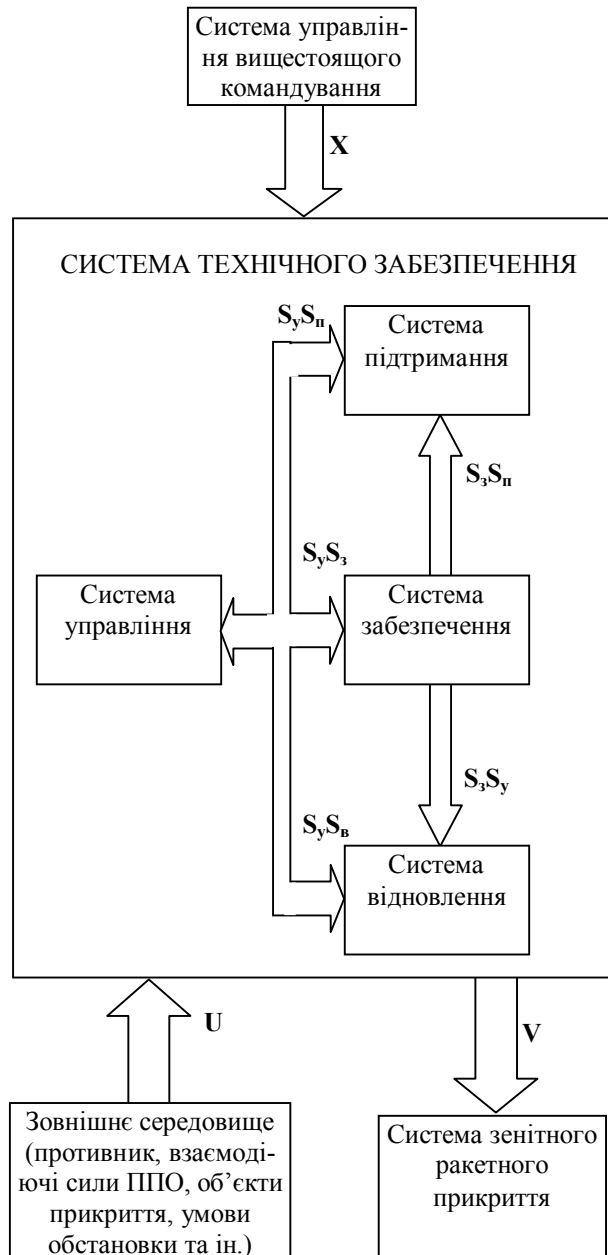 Система управлін-
ня вищестоящого
командування
X
СИСТЕМА ТЕХНІЧНОГО ЗАБЕЗПЕЧЕННЯ
SуSп
Система
підтримання
SзSп
SуSз
Система
управління
Система
забезпечення
SзSу
SуSв
Система
відновлення
U
V
Зовнішнє середовище
(противник, взаємоді-
ючі сили ППО, об’єкти
прикриття, умови
обстановки та ін.)
Система зенітного
ракетного
прикриття